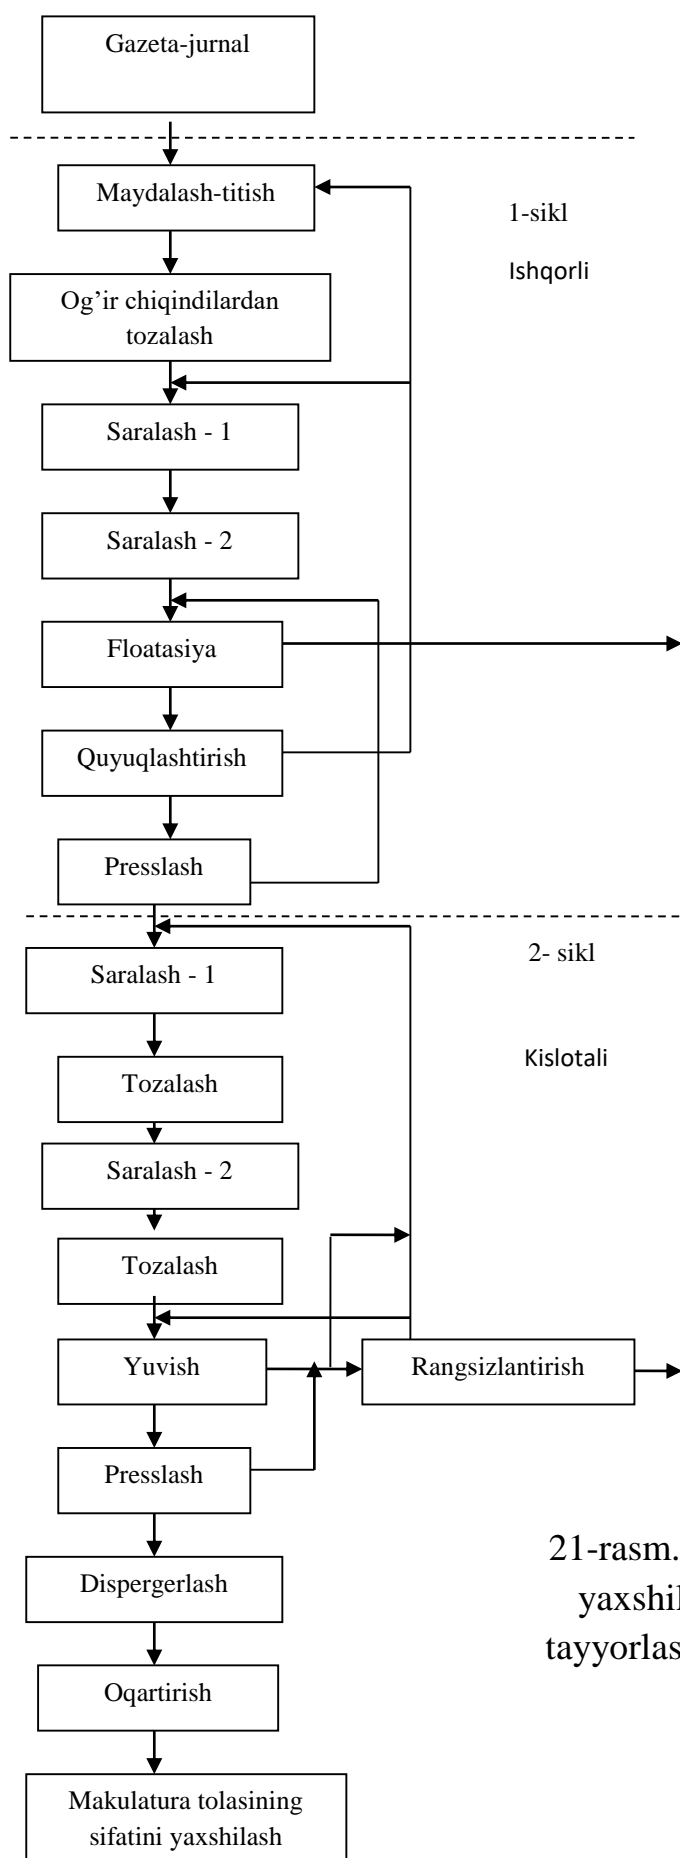 Gazeta-jurnal
Maydalash-titish
1-sikl
Ishqorli
Og’ir chiqindilardan
tozalash
Saralash - 1
Saralash - 2
Floatasiya
Quyuqlashtirish
Presslash
2- sikl
Saralash - 1
Kislotali
Tozalash
Saralash - 2
Tozalash
Yuvish
Rangsizlantirish
Presslash
21-rasm.
Dispergerlash
Oqartirish
Makulatura tolasining
sifatini yaxshilash